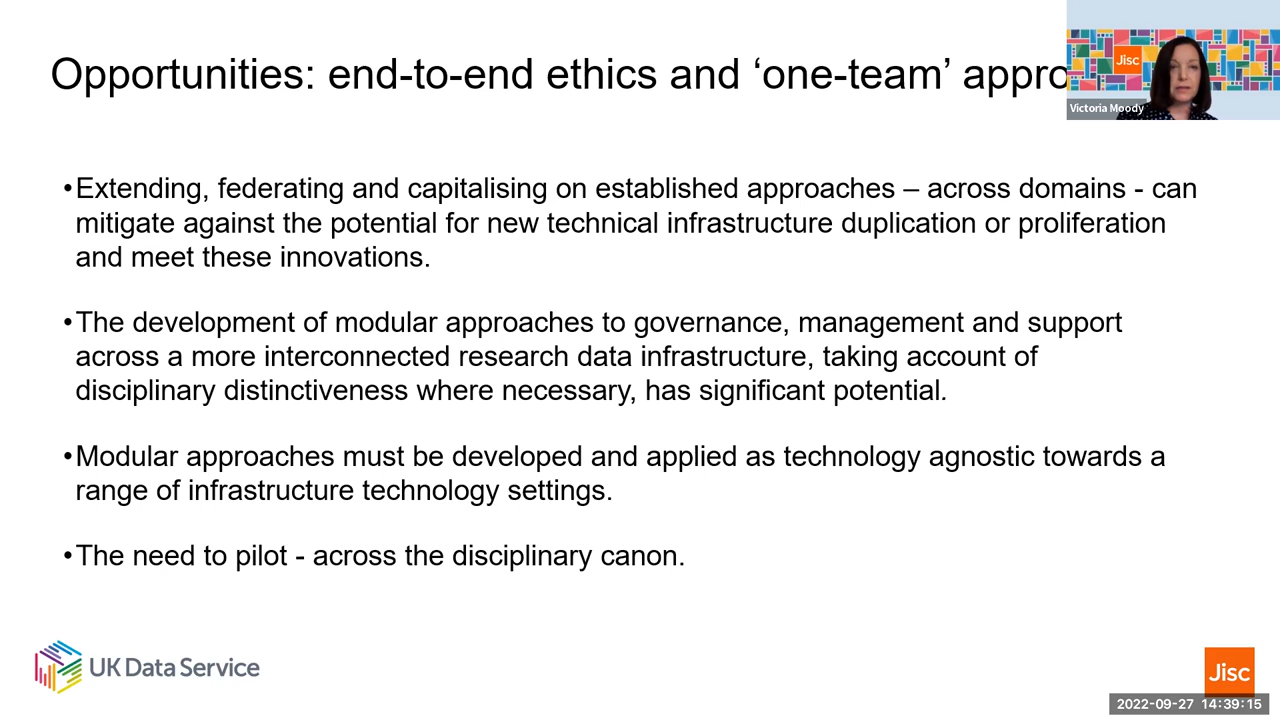 Opportunities: end-to-end ethics and ‘one-team’ appro
Jisc
Victoria Moody
•Extending, federating and capitalising on established approaches – across domains - can
mitigate against the potential for new technical infrastructure duplication or proliferation
and meet these innovations.
•The development of modular approaches to governance, management and support
across a more interconnected research data infrastructure, taking account of
disciplinary distinctiveness where necessary, has significant potential.
•Modular approaches must be developed and applied as technology agnostic towards a
range of infrastructure technology settings.
•The need to pilot - across the disciplinary canon.
UK Data Service
Jisc
2022-09-27 14:39:15